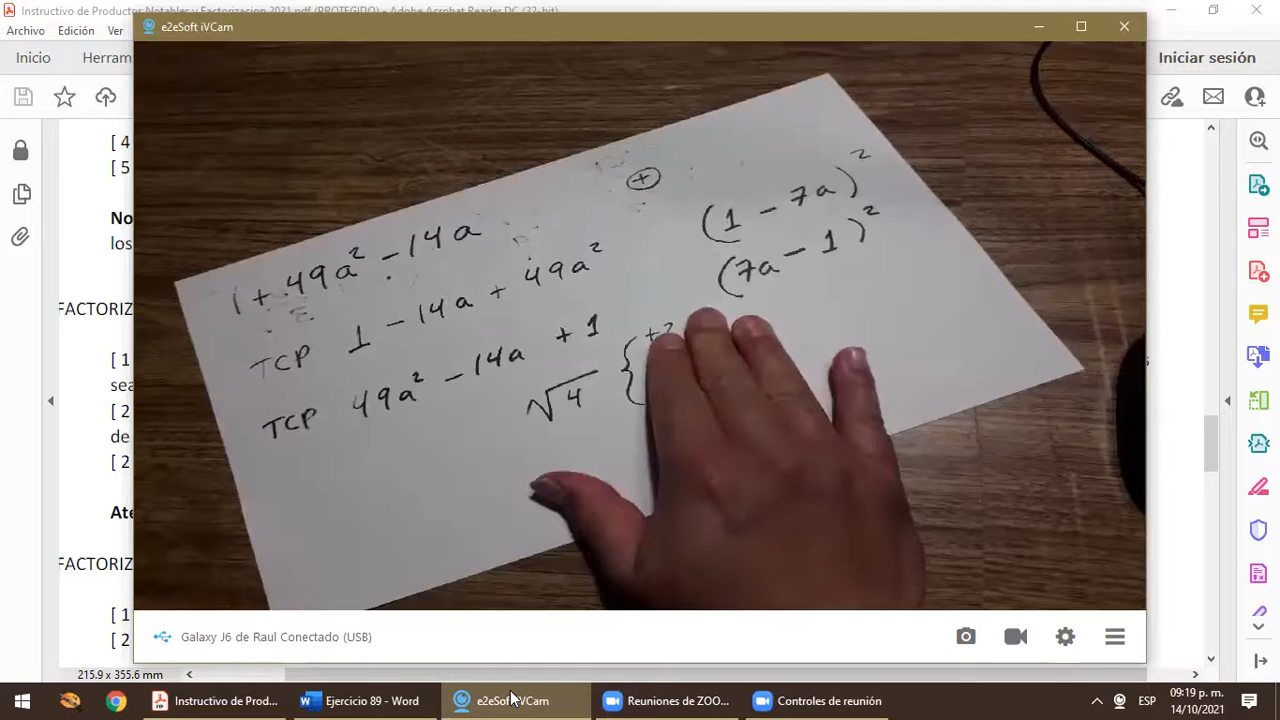 Instructivo de Productos Notables y Factorizacion 2021.pdf (PROTEGIDO) - Adobe Acrobat Reader DC (32-bit)
e2eSoft iVCam
Archivo Edición Ver
Inicio Herram
Iniciar sesión
[ 4
[ 5
No
los
FACTORIZ
[ 1
sea
[ 2
de
[ 2
Ate
FACTORIZ
[ 1
[ 2
1 + 49a² - 14a
TCP 1 - 14a + 49a²
TCP 49a² - 14a + 1
√4 { +2
(+)
(1 - 7a)²
(7a - 1)²
Galaxy J6 de Raul Conectado (USB)
215.9 x 355.6 mm
Instructivo de Prod...
Ejercicio 89 - Word
e2eSoft iVCam
Reuniones de ZOO...
Controles de reunión
ESP
09:19 p. m.
14/10/2021